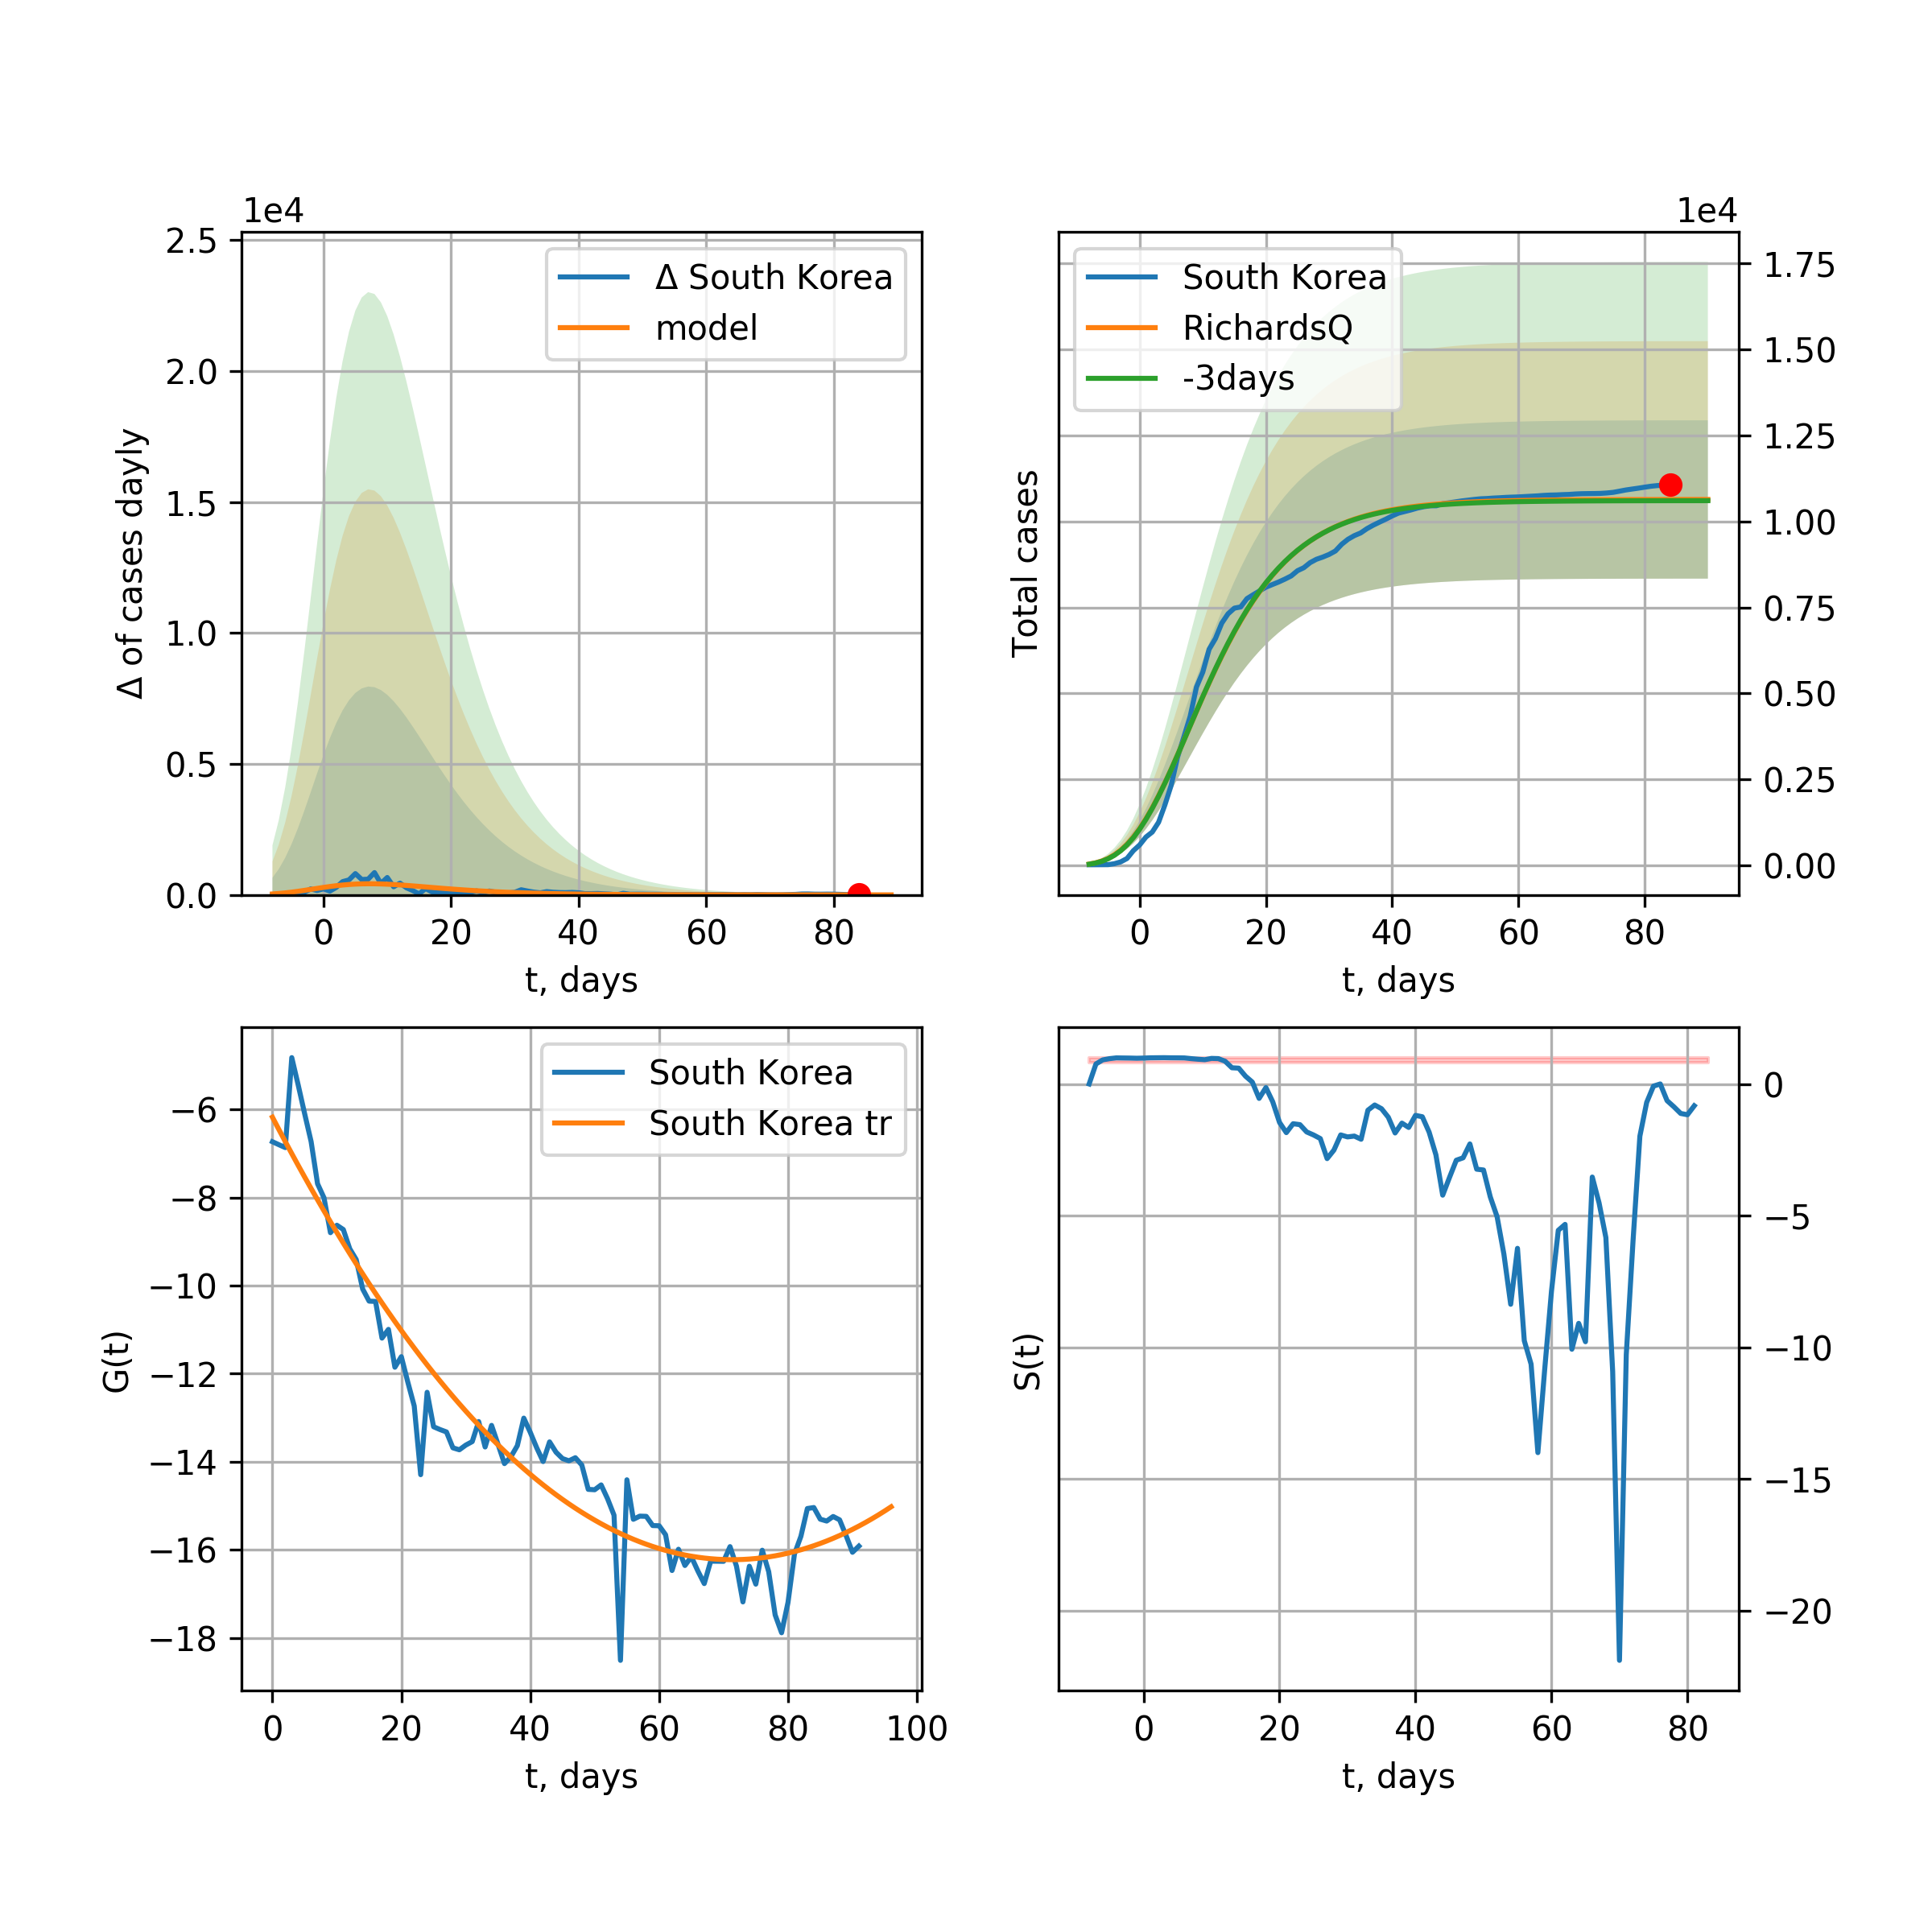 1e4
2.5
2.0
1.5
1.0
0.5
0.0
Δ of cases dayly
Δ South Korea
model
0 20 40 60 80
t, days
1e4
1.75
1.50
1.25
1.00
0.75
0.50
0.25
0.00
Total cases
South Korea
RichardsQ
-3days
0 20 40 60 80
t, days
−6
−8
−10
−12
−14
−16
−18
G(t)
South Korea
South Korea tr
0 20 40 60 80 100
t, days
0
−5
−10
−15
−20
S(t)
0 20 40 60 80
t, days